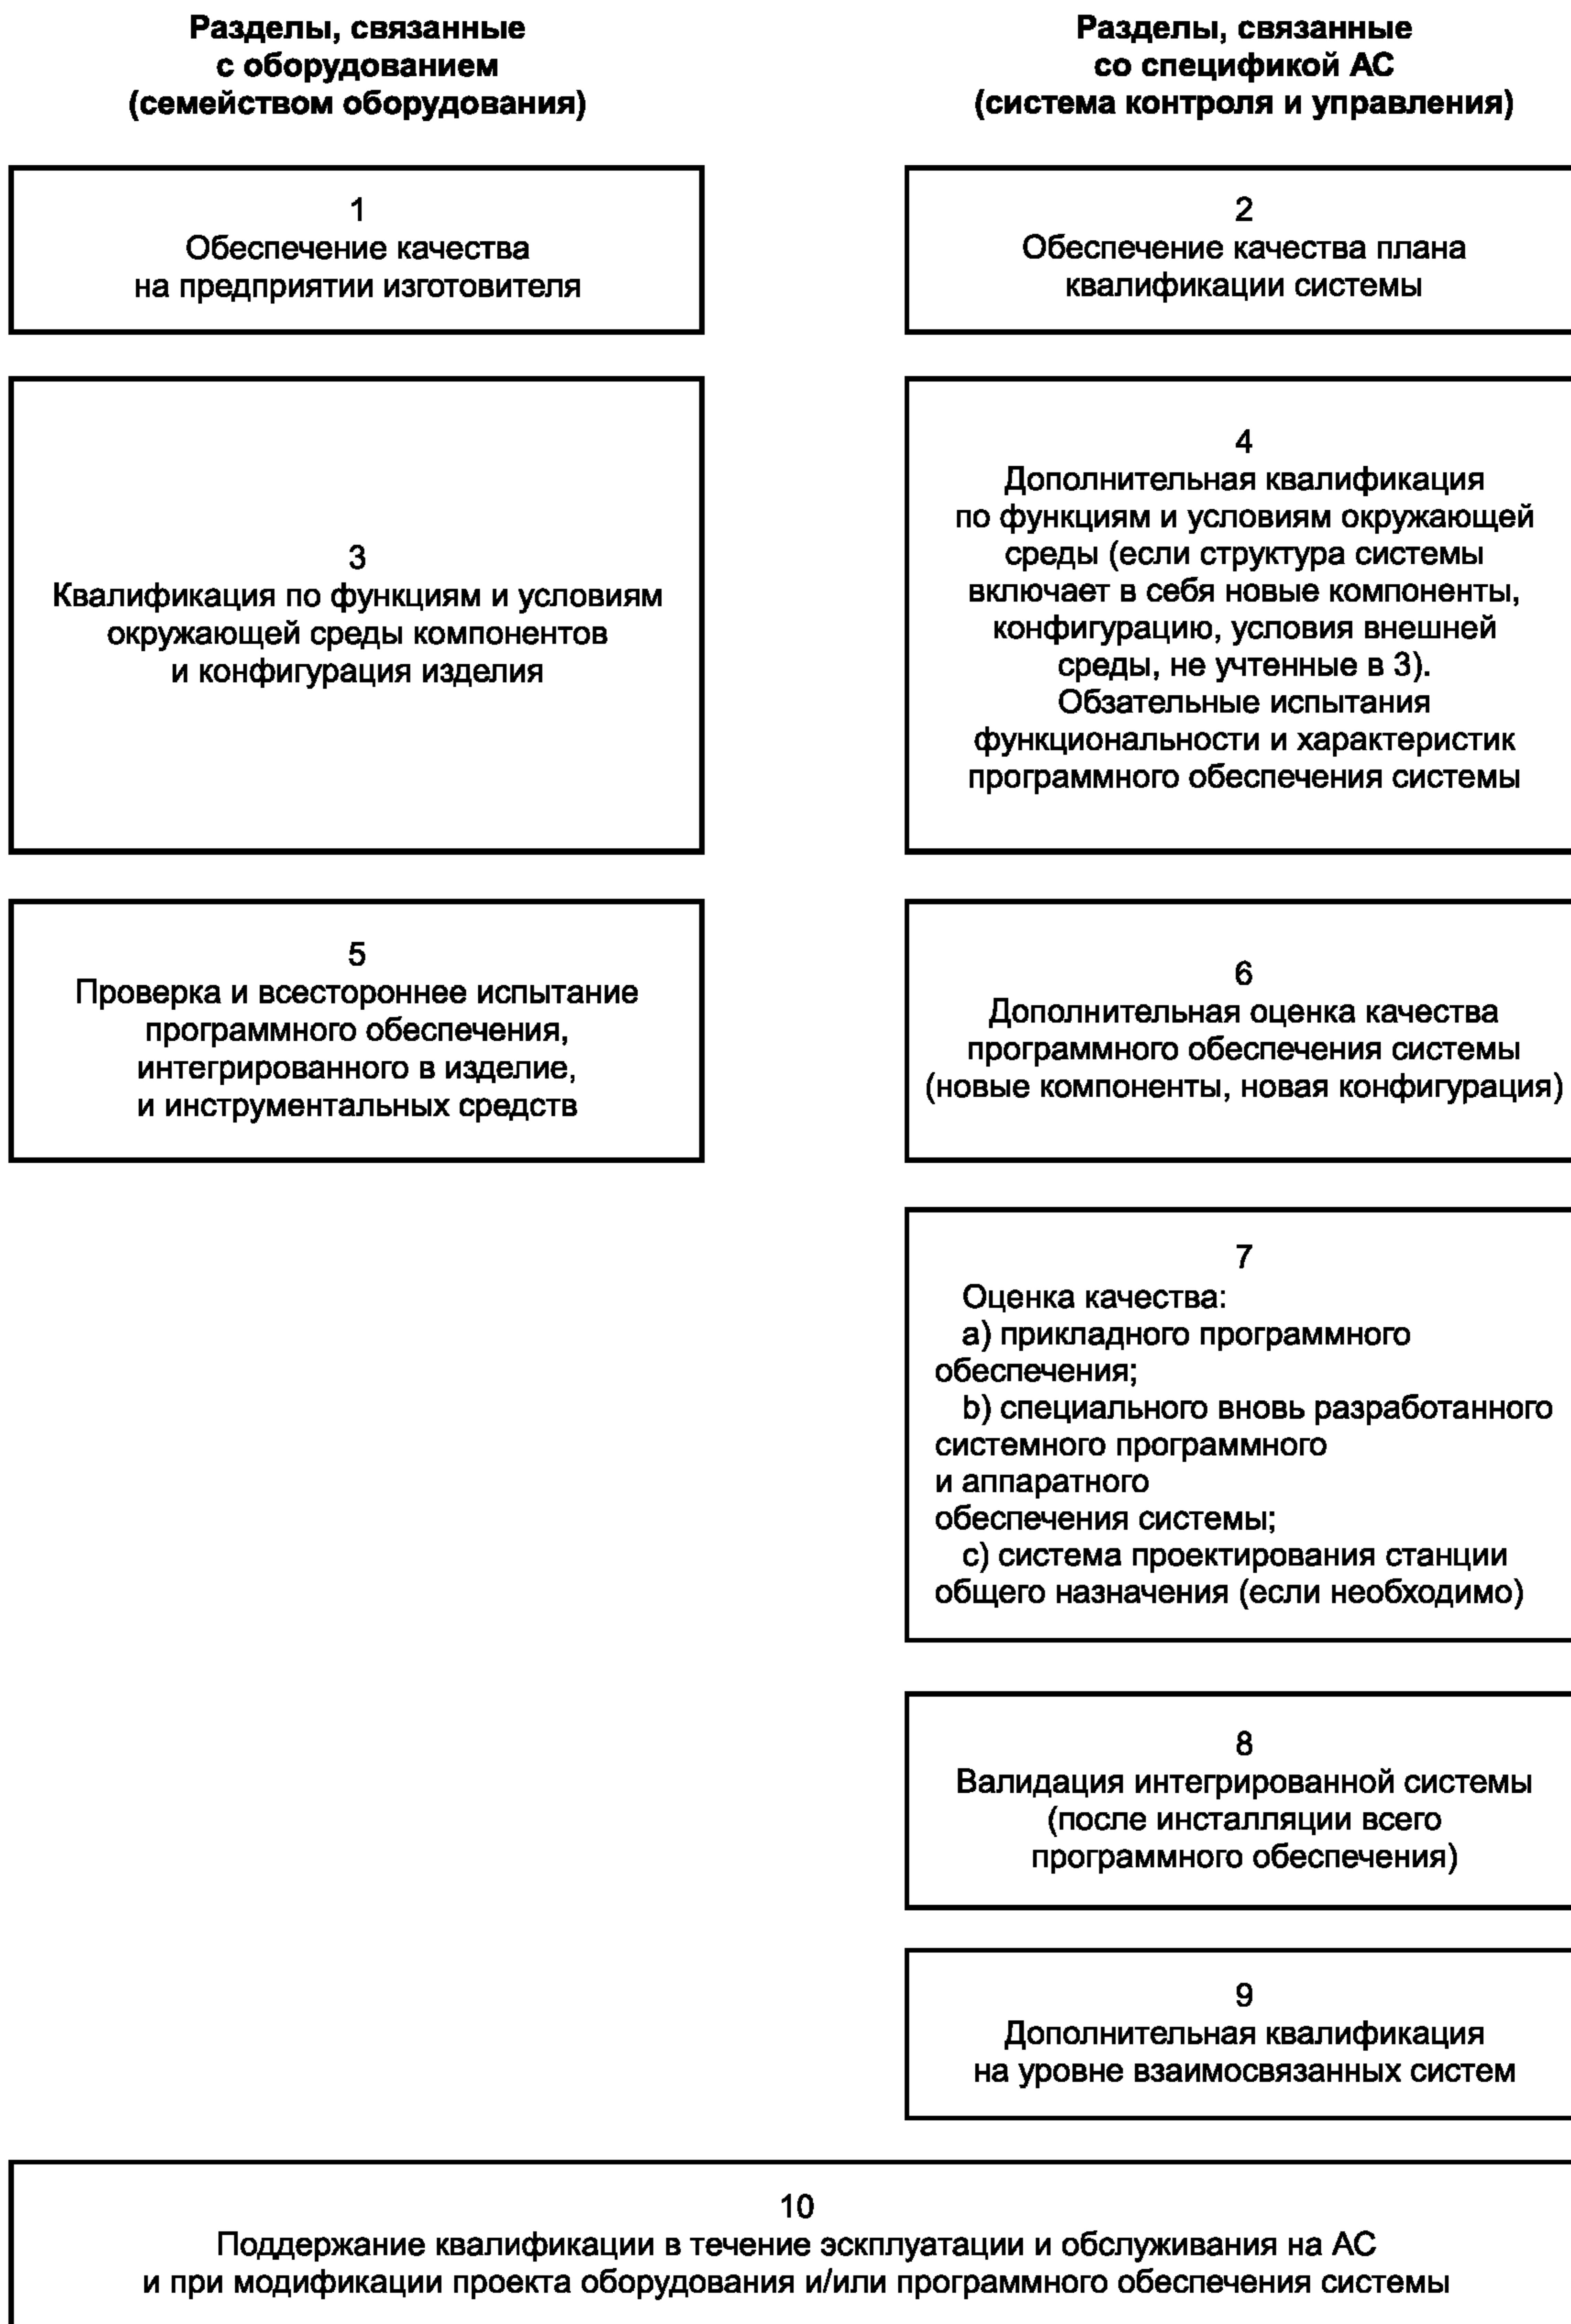 Разделы, связанные
с оборудованием
(семейством оборудования)
Разделы, связанные
со спецификой АС
(система контроля и управления)
1
Обеспечение качества
на предприятии изготовителя
2
Обеспечение качества плана
квалификации системы
3
Квалификация по функциям и условиям
окружающей среды компонентов
и конфигурация изделия
4
Дополнительная квалификация
по функциям и условиям окружающей
среды (если структура системы
включает в себя новые компоненты,
конфигурацию, условия внешней
среды, не учтенные в 3).
Обзательные испытания
функциональности и характеристик
программного обеспечения системы
5
Проверка и всестороннее испытание
программного обеспечения,
интегрированного в изделие,
и инструментальных средств
6
Дополнительная оценка качества
программного обеспечения системы
(новые компоненты, новая конфигурация)
7
Оценка качества:
a) прикладного программного
обеспечения;
b) специального вновь разработанного
системного программного
и аппаратного
обеспечения системы;
c) система проектирования станции
общего назначения (если необходимо)
8
Валидация интегрированной системы
(после инсталляции всего
программного обеспечения)
9
Дополнительная квалификация
на уровне взаимосвязанных систем
10
Поддержание квалификации в течение эскплуатации и обслуживания на АС
и при модификации проекта оборудования и/или программного обеспечения системы